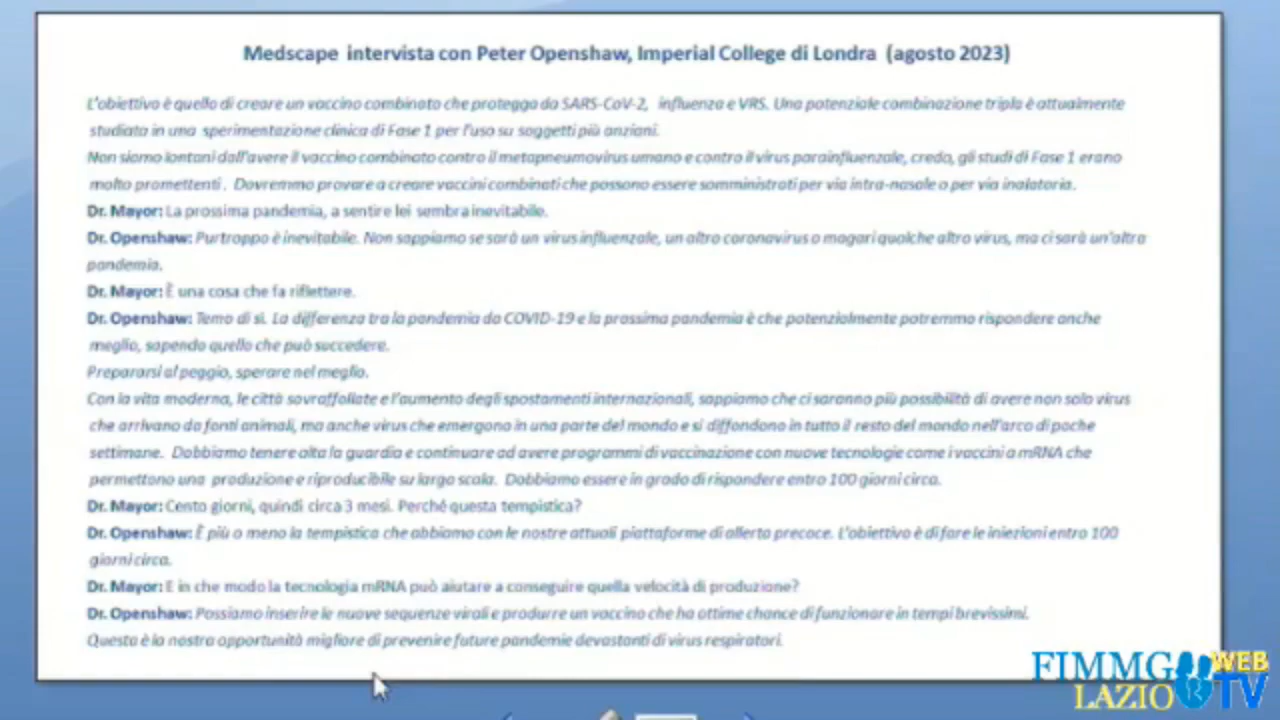 Medscape intervista con Peter Openshaw, Imperial College di Londra (agosto 2023)
L'obiettivo è quello di creare un vaccino combinato che protegga da SARS-CoV-2, influenza e VRS. Una potenziale combinazione tripla è attualmente
studiata in una sperimentazione clinica di Fase 1 per l'uso su soggetti più anziani.
Non siamo lontani dall'avere il vaccino combinato contro il metapneumovirus umano e contro il virus parainfluenzale, credo, gli studi di Fase 1 erano
molto promettenti . Dovremmo provare a creare vaccini combinati che possono essere somministrati per via intra-nasale o per via inalatoria.
Dr. Mayor: La prossima pandemia, a sentire lei sembra inevitabile.
Dr. Openshaw: Purtroppo è inevitabile. Non sappiamo se sarà un virus influenzale, un altro coronavirus o magari qualche altro virus, ma ci sarà un'altra
pandemia.
Dr. Mayor: È una cosa che fa riflettere.
Dr. Openshaw: Temo di sì. La differenza tra la pandemia da COVID-19 e la prossima pandemia è che potenzialmente potremmo rispondere anche
meglio, sapendo quello che può succedere.
Prepararsi al peggio, sperare nel meglio.
Con la vita moderna, le città sovraffollate e l'aumento degli spostamenti internazionali, sappiamo che ci saranno più possibilità di avere non solo virus
che arrivano da fonti animali, ma anche virus che emergono in una parte del mondo e si diffondono in tutto il resto del mondo nell'arco di poche
settimane. Dobbiamo tenere alta la guardia e continuare ad avere programmi di vaccinazione con nuove tecnologie come i vaccini a mRNA che
permettono una produzione e riproducibile su larga scala. Dobbiamo essere in grado di rispondere entro 100 giorni circa.
Dr. Mayor: Cento giorni, quindi circa 3 mesi. Perché questa tempistica?
Dr. Openshaw: È più o meno la tempistica che abbiamo con le nostre attuali piattaforme di allerta precoce. L'obiettivo è di fare le iniezioni entro 100
giorni circa.
Dr. Mayor: E in che modo la tecnologia mRNA può aiutare a conseguire quella velocità di produzione?
Dr. Openshaw: Possiamo inserire le nuove sequenze virali e produrre un vaccino che ha ottime chance di funzionare in tempi brevissimi.
Questa è la nostra opportunità migliore di prevenire future pandemie devastanti di virus respiratori.
FIMMG WEB
LAZIO TV